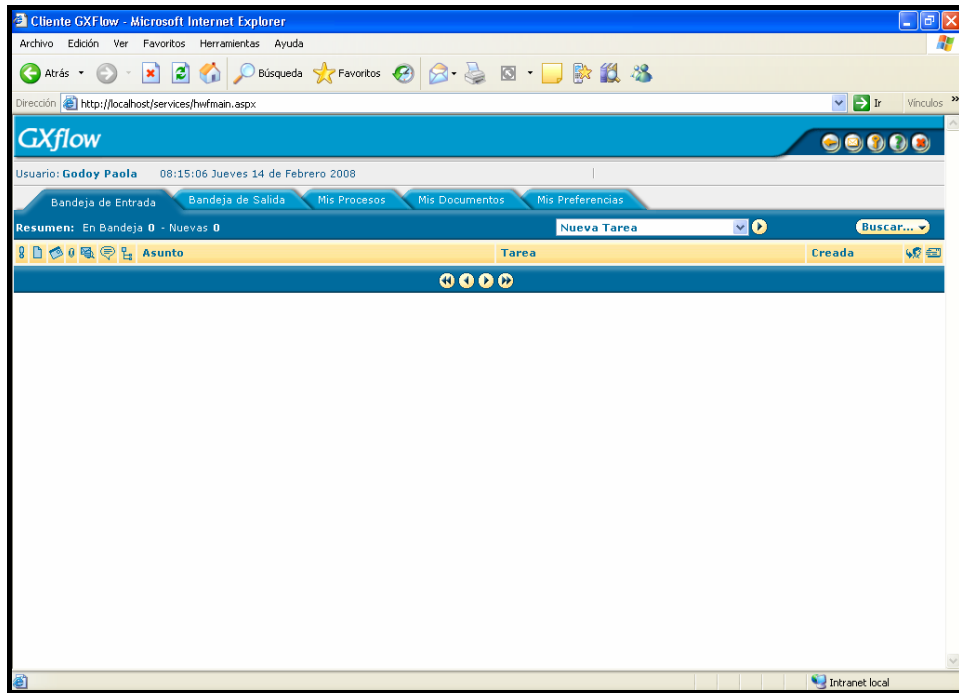 Cliente GXFlow - Microsoft Internet Explorer
Archivo Edición Ver Favoritos Herramientas Ayuda
Atrás Búsqueda Favoritos
Dirección http://localhost/services/hwfmain.aspx Ir Vínculos »
GXflow
Usuario: Godoy Paola 08:15:06 Jueves 14 de Febrero 2008
Bandeja de Entrada Bandeja de Salida Mis Procesos Mis Documentos Mis Preferencias
Resumen: En Bandeja 0 - Nuevas 0 Nueva Tarea Buscar...
Asunto Tarea Creada
Intranet local